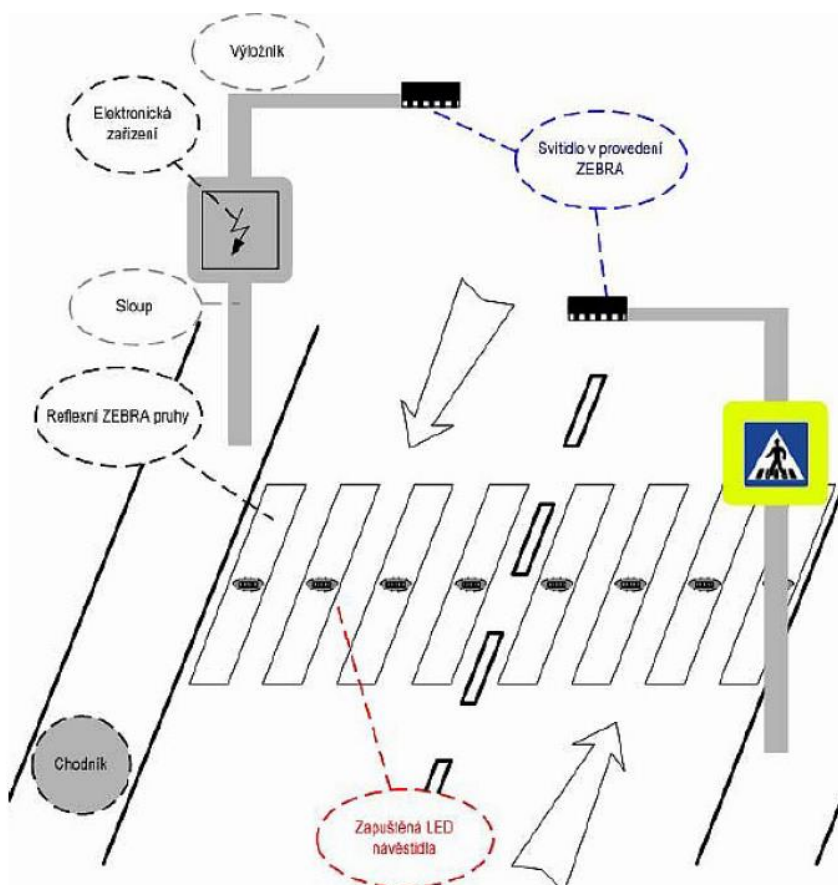 Výložník
Elektronická
zařízení
Svítidlo v provedení
ZEBRA
Sloup
Reflexní ZEBRA pruhy
Chodník
Zapuštěná LED
návěstidla